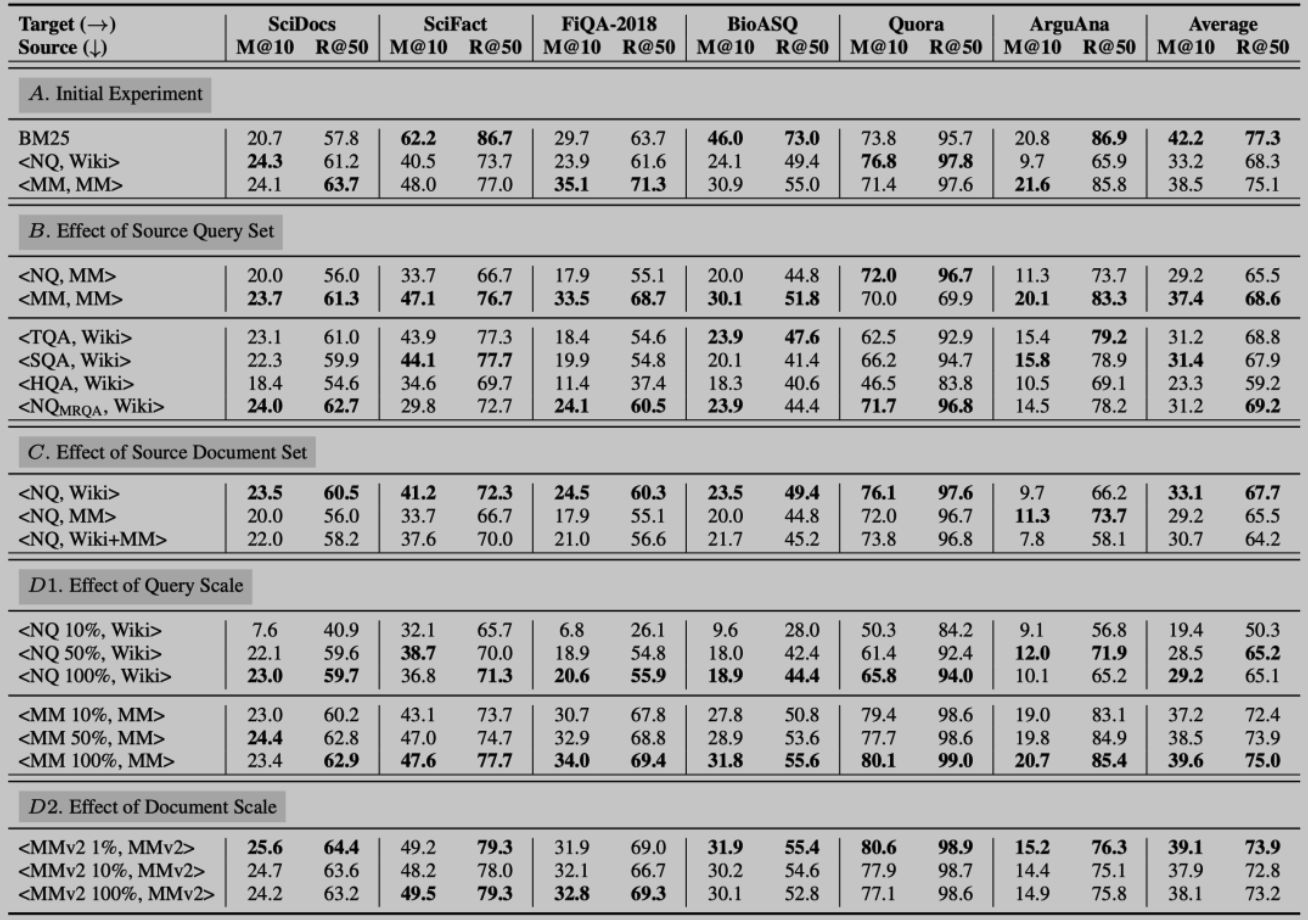 Target (→) SciDocs SciFact FiQA-2018 BioASQ Quora ArguAna Average
Source (↓) M@10 R@50 M@10 R@50 M@10 R@50 M@10 R@50 M@10 R@50 M@10 R@50 M@10 R@50
A. Initial Experiment
BM25 20.7 57.8 62.2 86.7 29.7 63.7 46.0 73.0 73.8 95.7 20.8 86.9 42.2 77.3
<NQ, Wiki> 24.3 61.2 40.5 73.7 23.9 61.6 24.1 49.4 76.8 97.8 9.7 65.9 33.2 68.3
<MM, MM> 24.1 63.7 48.0 77.0 35.1 71.3 30.9 55.0 71.4 97.6 21.6 85.8 38.5 75.1
B. Effect of Source Query Set
<NQ, MM> 20.0 56.0 33.7 66.7 17.9 55.1 20.0 44.8 72.0 96.7 11.3 73.7 29.2 65.5
<MM, MM> 23.7 61.3 47.1 76.7 33.5 68.7 30.1 51.8 70.0 69.9 20.1 83.3 37.4 68.6
<TQA, Wiki> 23.1 61.0 43.9 77.3 18.4 54.6 23.9 47.6 62.5 92.9 15.4 79.2 31.2 68.8
<SQA, Wiki> 22.3 59.9 44.1 77.7 19.9 54.8 20.1 41.4 66.2 94.7 15.8 78.9 31.4 67.9
<HQA, Wiki> 18.4 54.6 34.6 69.7 11.4 37.4 18.3 40.6 46.5 83.8 10.5 69.1 23.3 59.2
<NQMRQA, Wiki> 24.0 62.7 29.8 72.7 24.1 60.5 23.9 44.4 71.7 96.8 14.5 78.2 31.2 69.2
C. Effect of Source Document Set
<NQ, Wiki> 23.5 60.5 41.2 72.3 24.5 60.3 23.5 49.4 76.1 97.6 9.7 66.2 33.1 67.7
<NQ, MM> 20.0 56.0 33.7 66.7 17.9 55.1 20.0 44.8 72.0 96.7 11.3 73.7 29.2 65.5
<NQ, Wiki+MM> 22.0 58.2 37.6 70.0 21.0 56.6 21.7 45.2 73.8 96.8 7.8 58.1 30.7 64.2
D1. Effect of Query Scale
<NQ 10%, Wiki> 7.6 40.9 32.1 65.7 6.8 26.1 9.6 28.0 50.3 84.2 9.1 56.8 19.4 50.3
<NQ 50%, Wiki> 22.1 59.6 38.7 70.0 18.9 54.8 18.0 42.4 61.4 92.4 12.0 71.9 28.5 65.2
<NQ 100%, Wiki> 23.0 59.7 36.8 71.3 20.6 55.9 18.9 44.4 65.8 94.0 10.1 65.2 29.2 65.1
<MM 10%, MM> 23.0 60.2 43.1 73.7 30.7 67.8 27.8 50.8 79.4 98.6 19.0 83.1 37.2 72.4
<MM 50%, MM> 24.4 62.8 47.0 74.7 32.9 68.8 28.9 53.6 77.7 98.6 19.8 84.9 38.5 73.9
<MM 100%, MM> 23.4 62.9 47.6 77.7 34.0 69.4 31.8 55.6 80.1 99.0 20.7 85.4 39.6 75.0
D2. Effect of Document Scale
<MMv2 1%, MMv2> 25.6 64.4 49.2 79.3 31.9 69.0 31.9 55.4 80.6 98.9 15.2 76.3 39.1 73.9
<MMv2 10%, MMv2> 24.7 63.6 48.2 78.0 32.1 66.7 30.2 54.6 77.9 98.7 14.4 75.1 37.9 72.8
<MMv2 100%, MMv2> 24.2 63.2 49.5 79.3 32.8 69.3 30.1 52.8 77.1 98.6 14.9 75.8 38.1 73.2